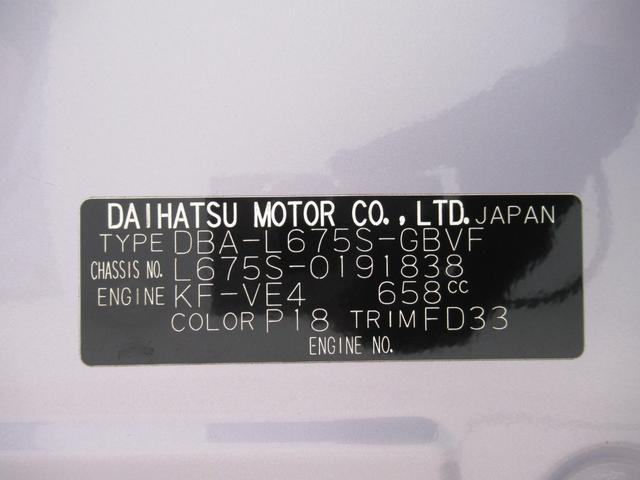 DAIHATSU MOTOR CO., LTD. JAPAN
TYPE DBA-L675S-GBVF
CHASSIS NO. L675S-0191838
ENGINE KF-VE4 658cc
COLOR P18 TRIM FD33
ENGINE NO.